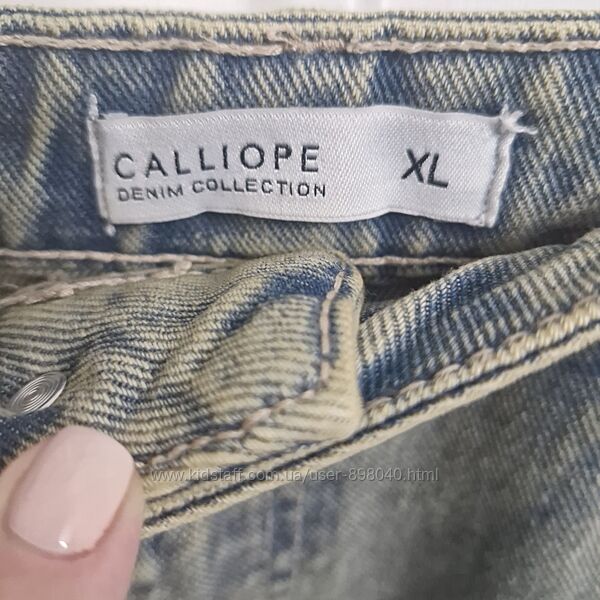 CALLIOPE XL
DENIM COLLECTION
www.kidstaff.com.ua/user-898040.html